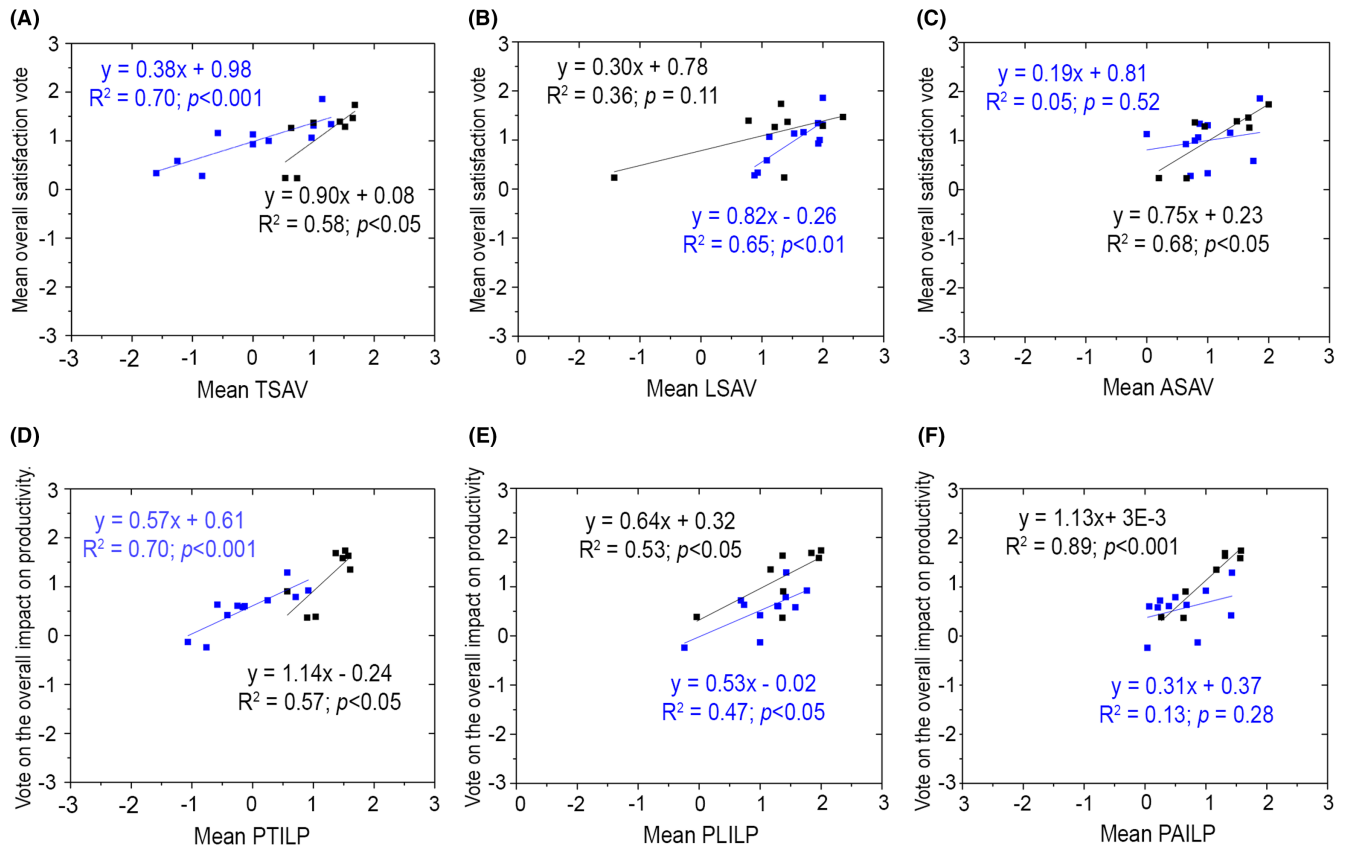 (A)
3
2
1
0
-1
-2
-3
Mean overall satisfaction vote
y = 0.38x + 0.98
R² = 0.70; p<0.001
y = 0.90x + 0.08
R² = 0.58; p<0.05
-3 -2 -1 0 1 2 3
Mean TSAV
(B)
3
2
1
0
-1
-2
-3
Mean overall satisfaction vote
y = 0.30x + 0.78
R² = 0.36; p = 0.11
y = 0.82x - 0.26
R² = 0.65; p<0.01
0 -2 -1 0 1 2 3
Mean LSAV
(C)
3
2
1
0
-1
-2
-3
Mean overall satisfaction vote
y = 0.19x + 0.81
R² = 0.05; p = 0.52
y = 0.75x + 0.23
R² = 0.68; p<0.05
-3 -2 -1 0 1 2 3
Mean ASAV
(D)
3
2
1
0
-1
-2
-3
Vote on the overall impact on productivity.
y = 0.57x + 0.61
R² = 0.70; p<0.001
y = 1.14x - 0.24
R² = 0.57; p<0.05
-3 -2 -1 0 1 2 3
Mean PTILP
(E)
3
2
1
0
-1
-2
-3
Vote on the overall impact on productivity
y = 0.64x + 0.32
R² = 0.53; p<0.05
y = 0.53x - 0.02
R² = 0.47; p<0.05
0 -2 -1 0 1 2 3
Mean PLILP
(F)
3
2
1
0
-1
-2
-3
Vote on the overall impact on productivity
y = 1.13x+ 3E-3
R² = 0.89; p<0.001
y = 0.31x + 0.37
R² = 0.13; p = 0.28
-3 -2 -1 0 1 2 3
Mean PAILP